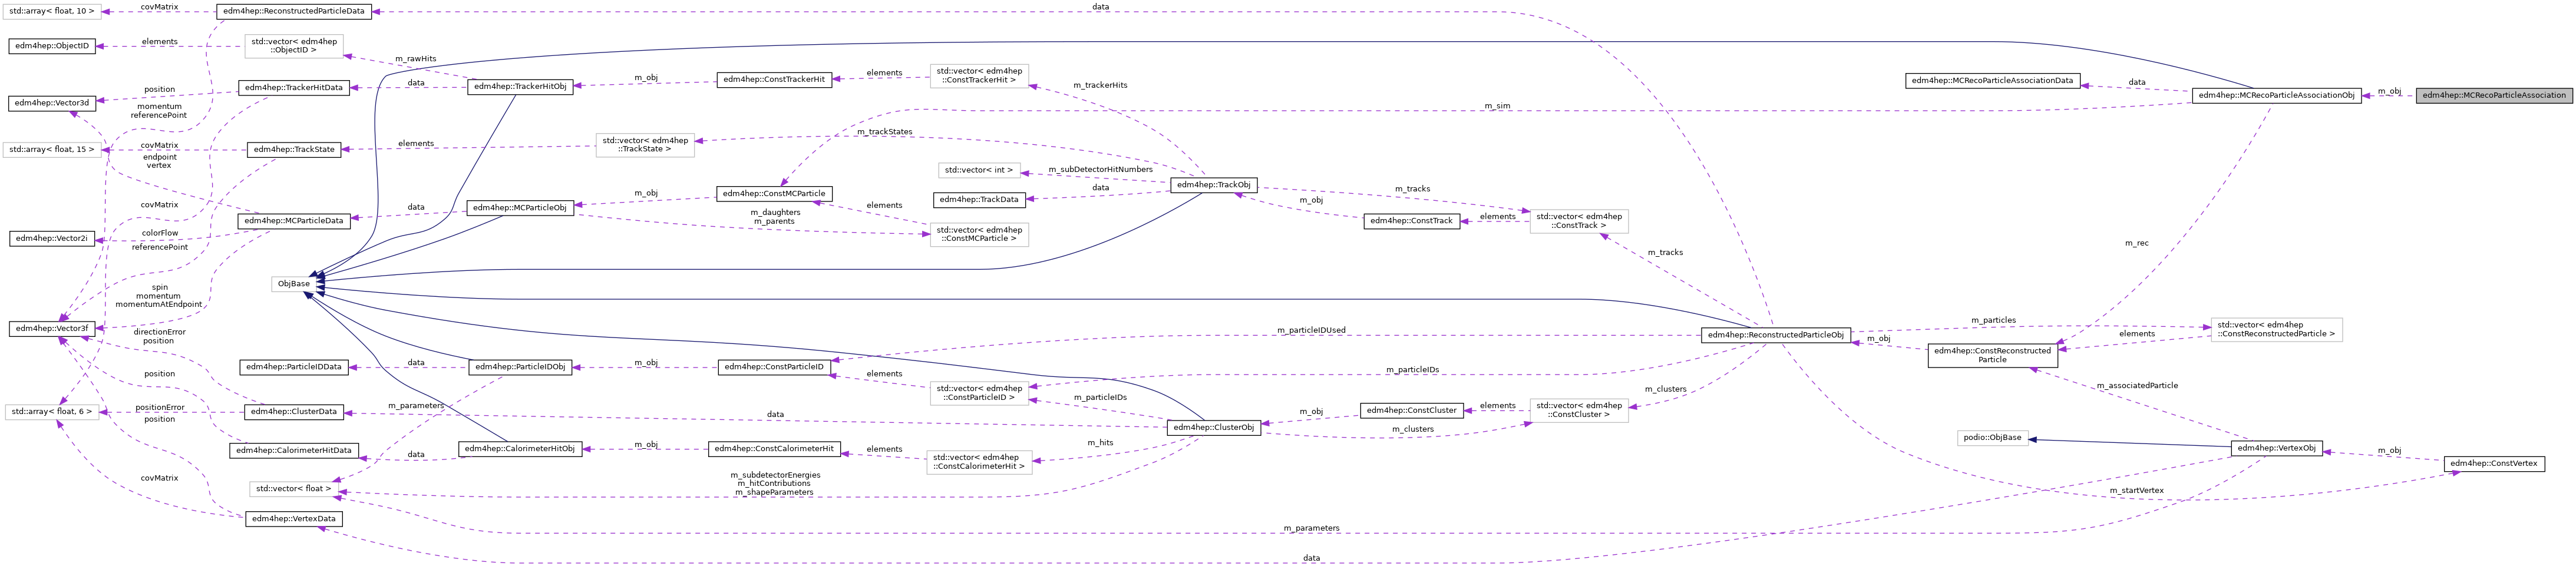 std::array< float, 10 >
covMatrix
edm4hep::ReconstructedParticleData
data
edm4hep::ObjectID
elements
std::vector< edm4hep
::ObjectID >
m_rawHits
edm4hep::Vector3d
position
edm4hep::TrackerHitData
data
edm4hep::TrackerHitObj
m_obj
edm4hep::ConstTrackerHit
elements
std::vector< edm4hep
::ConstTrackerHit >
m_trackerHits
m_sim
edm4hep::MCRecoParticleAssociationData
data
edm4hep::MCRecoParticleAssociationObj
m_obj
edm4hep::MCRecoParticleAssociation
momentum
referencePoint
std::array< float, 15 >
covMatrix
edm4hep::TrackState
elements
std::vector< edm4hep
::TrackState >
m_trackStates
endpoint
vertex
std::vector< int >
m_subDetectorHitNumbers
edm4hep::TrackData
data
edm4hep::TrackObj
m_tracks
m_obj
edm4hep::ConstTrack
elements
std::vector< edm4hep
::ConstTrack >
m_tracks
covMatrix
edm4hep::MCParticleData
data
edm4hep::MCParticleObj
m_obj
edm4hep::ConstMCParticle
m_daughters
m_parents
elements
std::vector< edm4hep
::ConstMCParticle >
edm4hep::Vector2i
colorFlow
referencePoint
m_rec
ObjBase
spin
momentum
momentumAtEndpoint
edm4hep::Vector3f
directionError
position
m_particleIDUsed
edm4hep::ReconstructedParticleObj
m_particles
std::vector< edm4hep
::ConstReconstructedParticle >
m_obj
elements
edm4hep::ConstReconstructed
Particle
edm4hep::ParticleIDData
data
edm4hep::ParticleIDObj
m_obj
edm4hep::ConstParticleID
elements
std::vector< edm4hep
::ConstParticleID >
m_particleIDs
m_particleIDs
m_clusters
m_associatedParticle
position
std::array< float, 6 >
positionError
edm4hep::ClusterData
m_parameters
data
edm4hep::ClusterObj
m_obj
edm4hep::ConstCluster
elements
std::vector< edm4hep
::ConstCluster >
m_clusters
position
edm4hep::CalorimeterHitData
data
edm4hep::CalorimeterHitObj
m_obj
edm4hep::ConstCalorimeterHit
elements
std::vector< edm4hep
::ConstCalorimeterHit >
m_hits
podio::ObjBase
edm4hep::VertexObj
m_obj
edm4hep::ConstVertex
covMatrix
std::vector< float >
m_subdetectorEnergies
m_hitContributions
m_shapeParameters
m_startVertex
edm4hep::VertexData
m_parameters
data